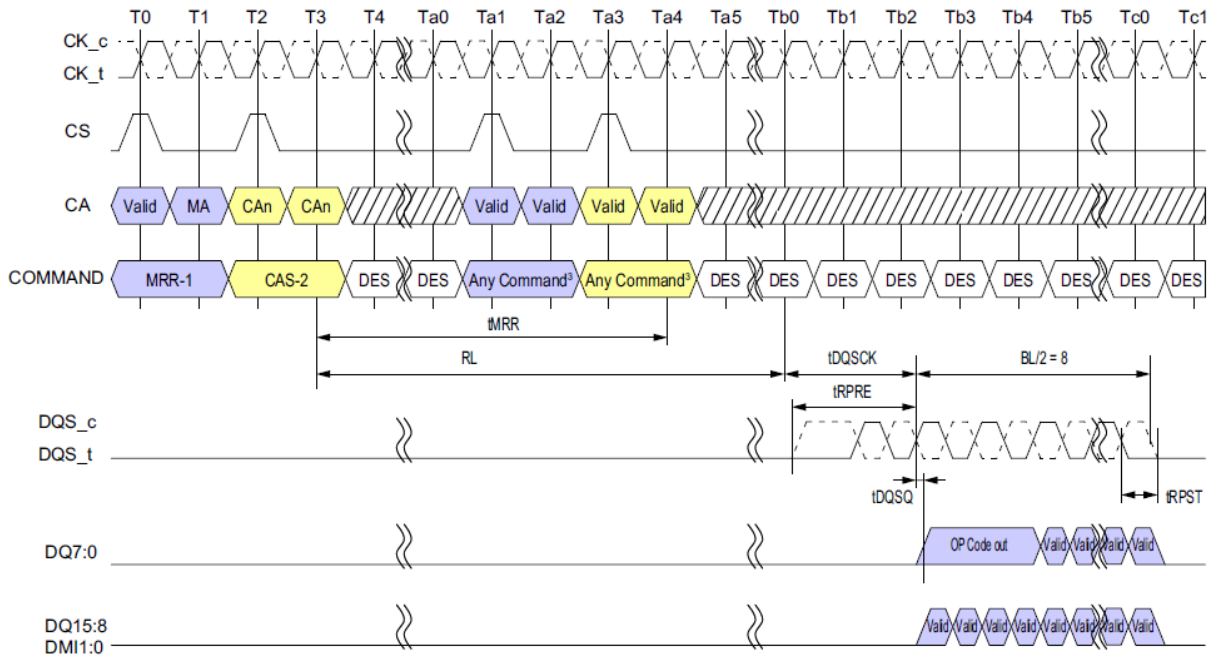 T0 T1 T2 T3 T4 Ta0 Ta1 Ta2 Ta3 Ta4 Ta5 Tb0 Tb1 Tb2 Tb3 Tb4 Tb5 Tc0 Tc1
CK_c
CK_t
CS
CA Valid MA CAn CAn Valid Valid Valid Valid
COMMAND MRR-1 CAS-2 DES DES Any Command³ Any Command³ DES DES DES DES DES DES DES DES DES
tMRR
RL tDQSCK BL/2 = 8
tRPRE
DQS_c
DQS_t
tDQSQ tRPST
DQ7:0 OP Code out Valid Valid Valid Valid
DQ15:8 Valid Valid Valid Valid Valid Valid Valid Valid
DMI1:0